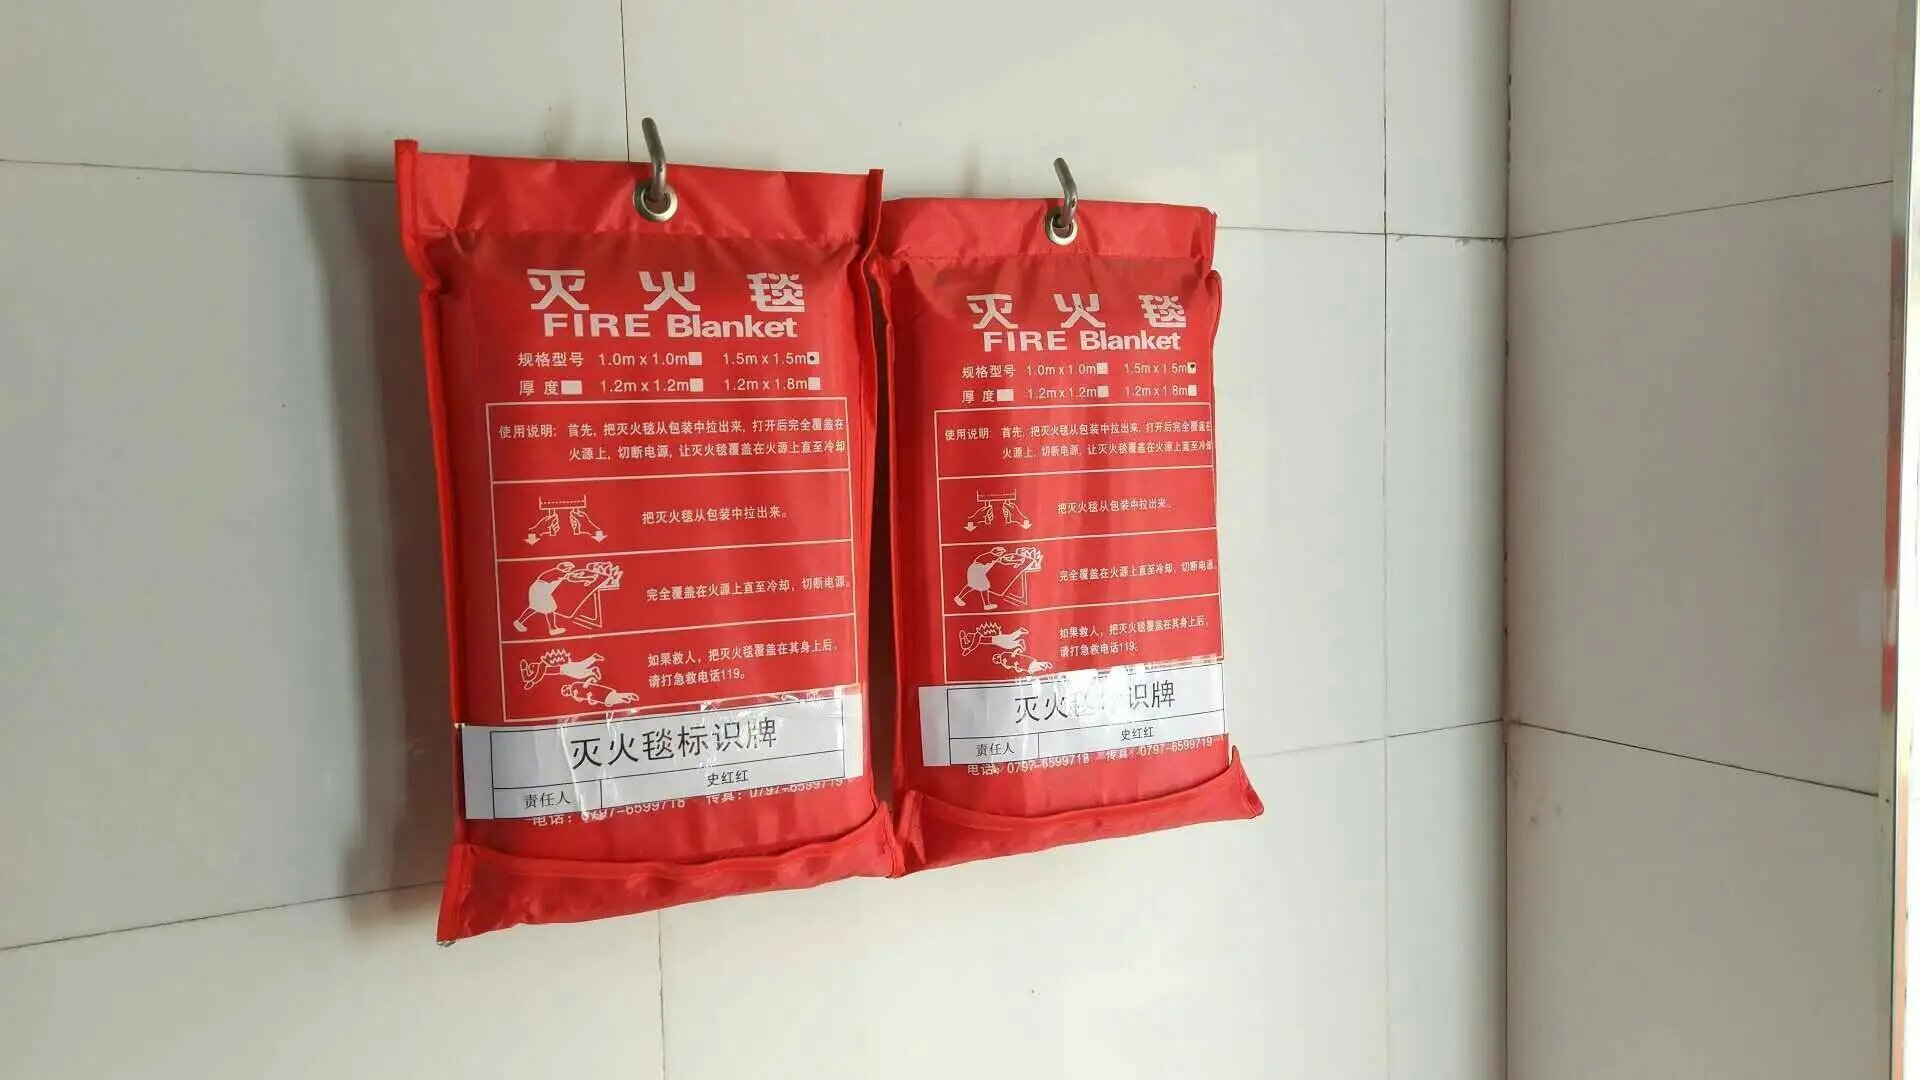 灭火毯
FIRE Blanket
规格型号 1.0m x 1.0m 1.5m x 1.5m
厚度 1.2m x 1.2m 1.2m x 1.8m
使用说明: 首先, 把灭火毯从包装中拉出来, 打开后完全覆盖在
火源上, 切断电源, 让灭火毯覆盖在火源上直至冷却
把灭火毯从包装中拉出来。
完全覆盖在火源上直至冷却, 切断电源。
如果救人, 把灭火毯覆盖在其身上后,
请打急救电话119。
灭火毯标识牌
责任人 史红红
电话: 0797-6599718 传真: 0797-6599719
灭火毯
FIRE Blanket
规格型号 1.0m x 1.0m 1.5m x 1.5m
厚度 1.2m x 1.2m 1.2m x 1.8m
使用说明: 首先, 把灭火毯从包装中拉出来, 打开后完全覆盖在
火源上, 切断电源, 让灭火毯覆盖在火源上直至冷却
把灭火毯从包装中拉出来。
完全覆盖在火源上直至冷却, 切断电源。
如果救人, 把灭火毯覆盖在其身上后,
请打急救电话119。
灭火毯标识牌
责任人 史红红
电话: 0797-6599718 传真: 0797-6599719